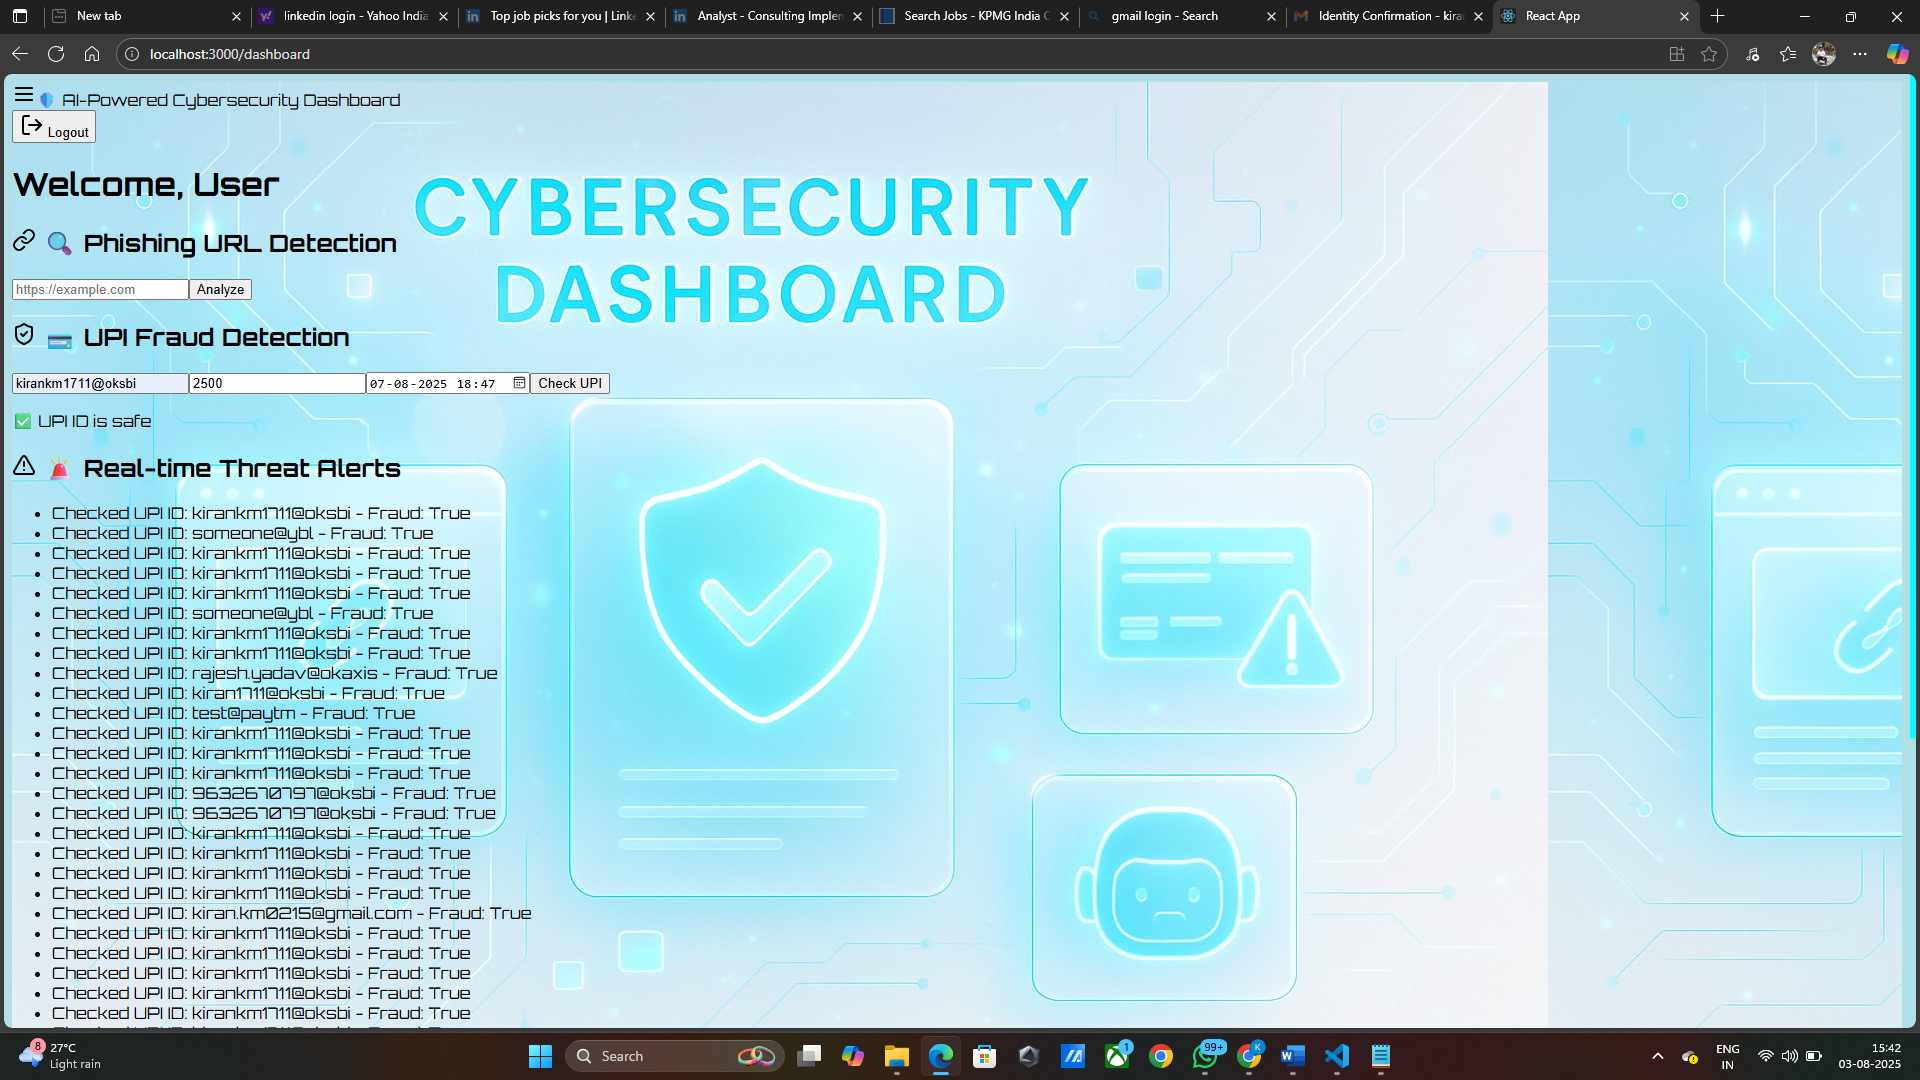 New tab
linkedin login - Yahoo India
Top job picks for you | Linke
Analyst - Consulting Implen
Search Jobs - KPMG India C
gmail login - Search
Identity Confirmation - kira
React App
localhost:3000/dashboard
AI-Powered Cybersecurity Dashboard
Logout
Welcome, User
CYBERSECURITY
DASHBOARD
Phishing URL Detection
https://example.com
Analyze
UPI Fraud Detection
kirankm1711@oksbi
2500
07-08-2025 18:47
Check UPI
UPI ID is safe
Real-time Threat Alerts
Checked UPI ID: kirankm1711@oksbi - Fraud: True
Checked UPI ID: someone@ybl - Fraud: True
Checked UPI ID: kirankm1711@oksbi - Fraud: True
Checked UPI ID: kirankm1711@oksbi - Fraud: True
Checked UPI ID: kirankm1711@oksbi - Fraud: True
Checked UPI ID: someone@ybl - Fraud: True
Checked UPI ID: kirankm1711@oksbi - Fraud: True
Checked UPI ID: kirankm1711@oksbi - Fraud: True
Checked UPI ID: rajesh.yadav@okaxis - Fraud: True
Checked UPI ID: kiran1711@oksbi - Fraud: True
Checked UPI ID: test@paytm - Fraud: True
Checked UPI ID: kirankm1711@oksbi - Fraud: True
Checked UPI ID: kirankm1711@oksbi - Fraud: True
Checked UPI ID: kirankm1711@oksbi - Fraud: True
Checked UPI ID: 9632670797@oksbi - Fraud: True
Checked UPI ID: 9632670797@oksbi - Fraud: True
Checked UPI ID: kirankm1711@oksbi - Fraud: True
Checked UPI ID: kirankm1711@oksbi - Fraud: True
Checked UPI ID: kirankm1711@oksbi - Fraud: True
Checked UPI ID: kirankm1711@oksbi - Fraud: True
Checked UPI ID: kiran.km0215@gmail.com - Fraud: True
Checked UPI ID: kirankm1711@oksbi - Fraud: True
Checked UPI ID: kirankm1711@oksbi - Fraud: True
Checked UPI ID: kirankm1711@oksbi - Fraud: True
Checked UPI ID: kirankm1711@oksbi - Fraud: True
Checked UPI ID: kirankm1711@oksbi - Fraud: True
8
27°C
Light rain
Search
1
99+
K
ENG
IN
15:42
03-08-2025